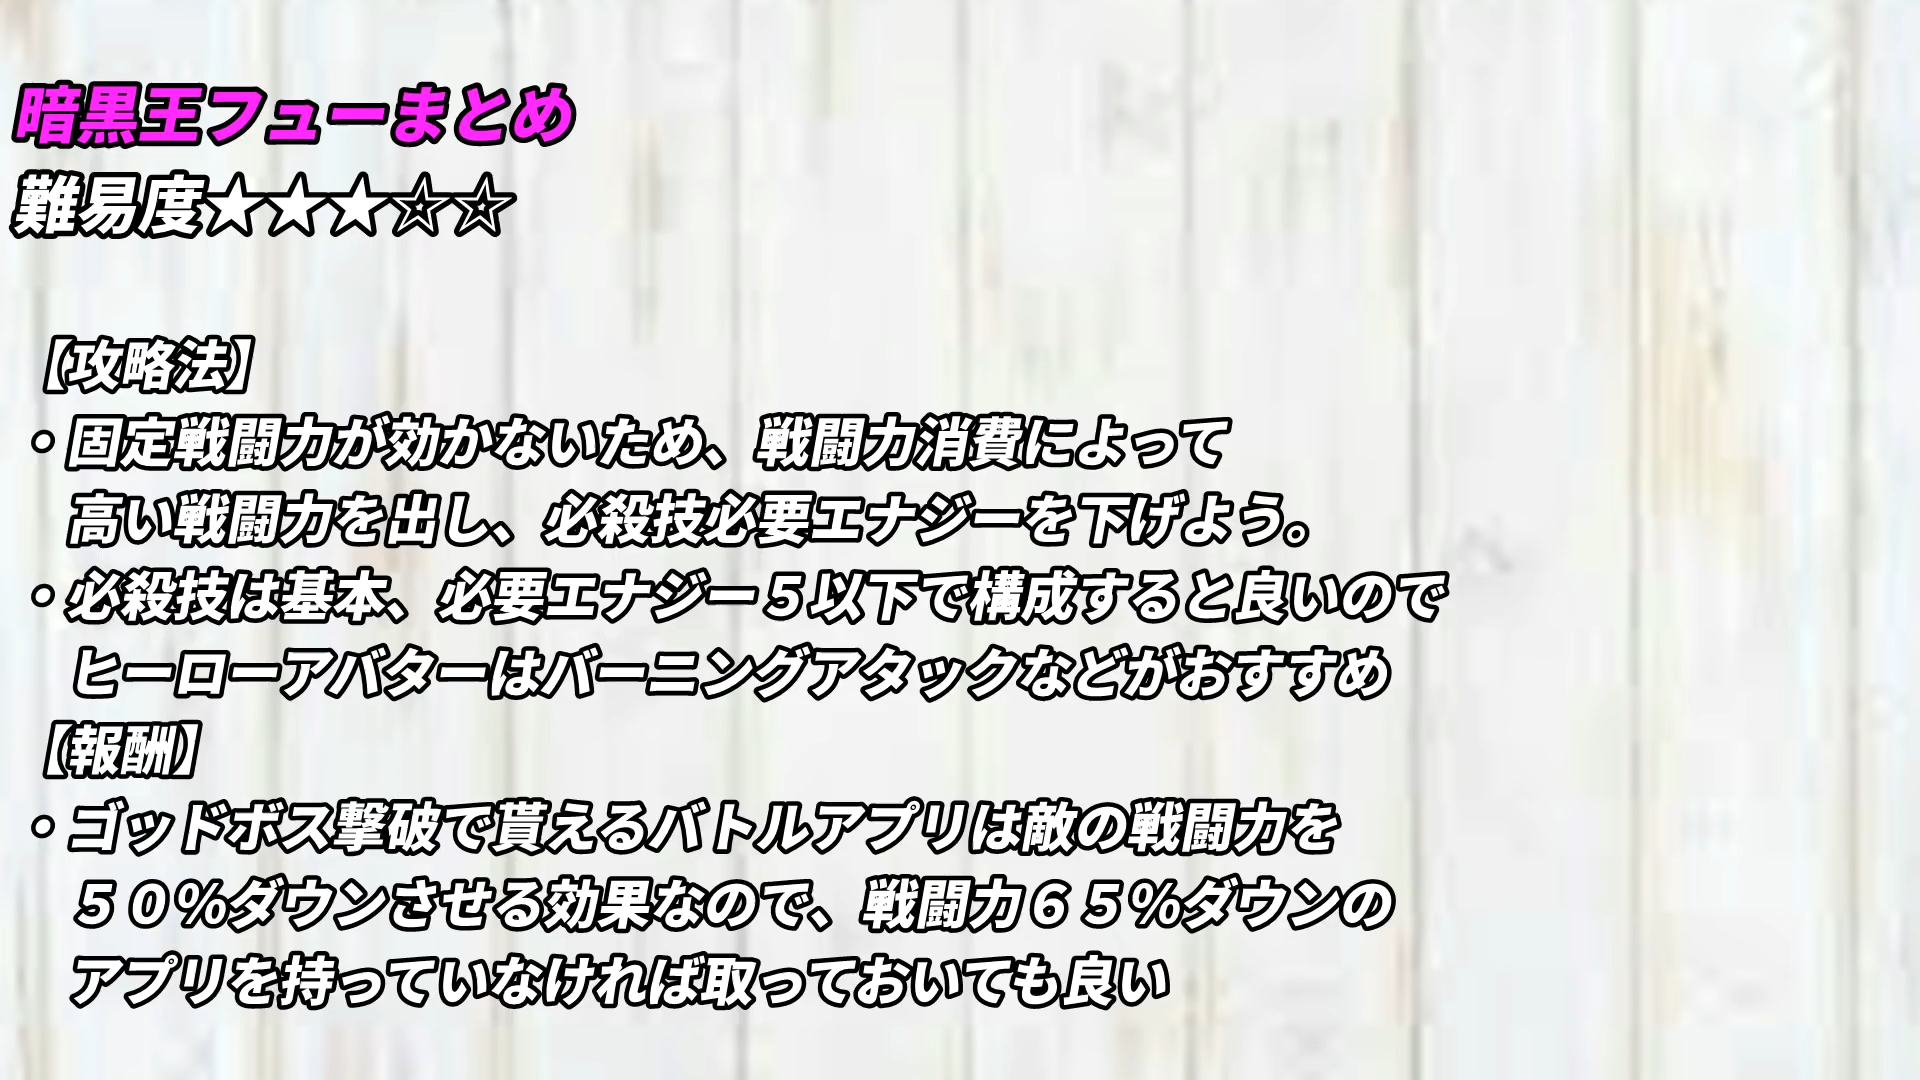 暗黒王フューまとめ
難易度★★★☆☆
【攻略法】
・固定戦闘力が効かないため、戦闘力消費によって
高い戦闘力を出し、必殺技必要エナジーを下げよう。
・必殺技は基本、必要エナジー５以下で構成すると良いので
ヒーローアバターはバーニングアタックなどがおすすめ
【報酬】
・ゴッドボス撃破で貰えるバトルアプリは敵の戦闘力を
５０％ダウンさせる効果なので、戦闘力６５％ダウンの
アプリを持っていなければ取っておいても良い